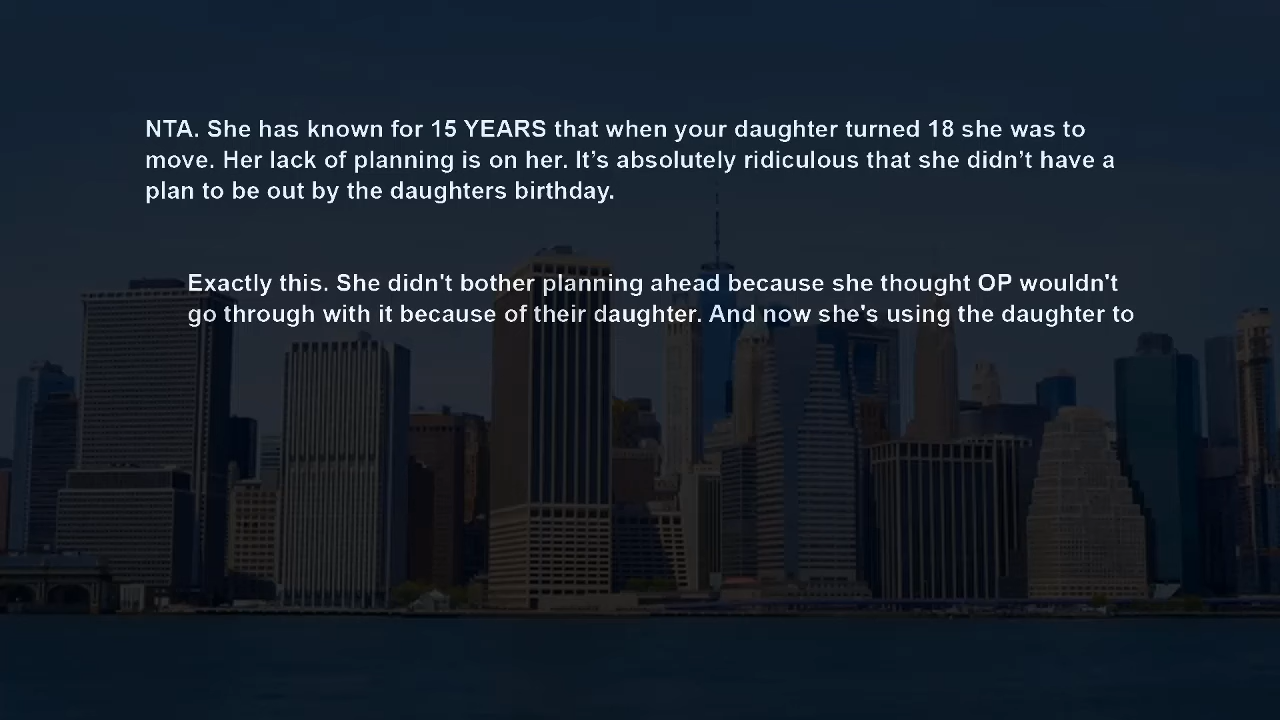 NTA. She has known for 15 YEARS that when your daughter turned 18 she was to
move. Her lack of planning is on her. It’s absolutely ridiculous that she didn’t have a
plan to be out by the daughters birthday.
Exactly this. She didn't bother planning ahead because she thought OP wouldn't
go through with it because of their daughter. And now she's using the daughter to